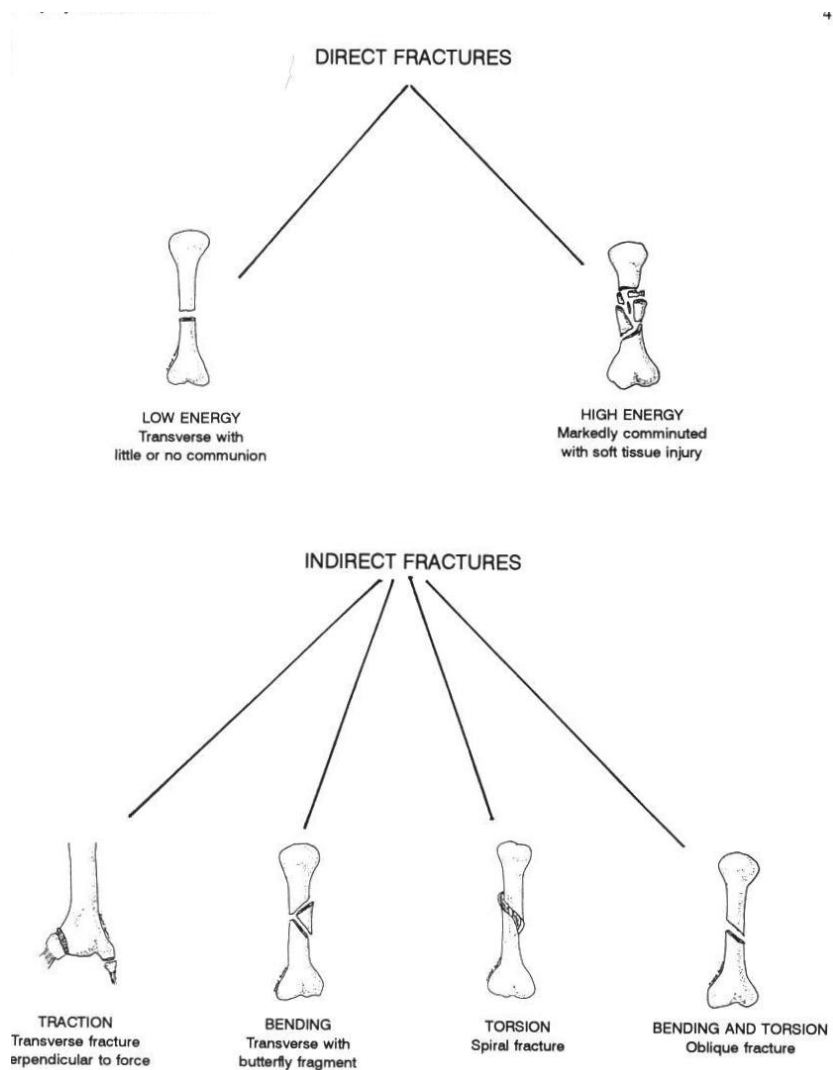 4
DIRECT FRACTURES
LOW ENERGY
Transverse with
little or no communion
HIGH ENERGY
Markedly comminuted
with soft tissue injury
INDIRECT FRACTURES
TRACTION
Transverse fracture
erpendicular to force
BENDING
Transverse with
butterfly fragment
TORSION
Spiral fracture
BENDING AND TORSION
Oblique fracture